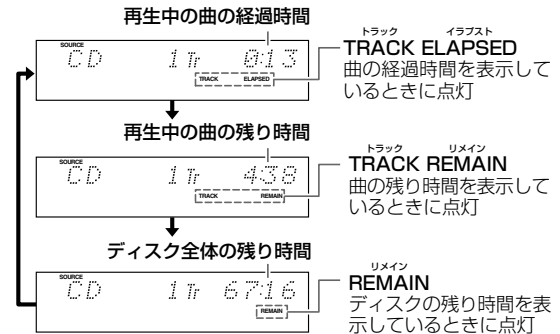 再生中の曲の経過時間
SOURCE
CD 1 Tr 0:13
TRACK ELAPSED
トラック イラプスト
TRACK ELAPSED
曲の経過時間を表示して
いるときに点灯
再生中の曲の残り時間
SOURCE
CD 1 Tr 4:38
TRACK REMAIN
トラック リメイン
TRACK REMAIN
曲の残り時間を表示して
いるときに点灯
ディスク全体の残り時間
SOURCE
CD 1 Tr 67:16
REMAIN
リメイン
REMAIN
ディスクの残り時間を表
示しているときに点灯